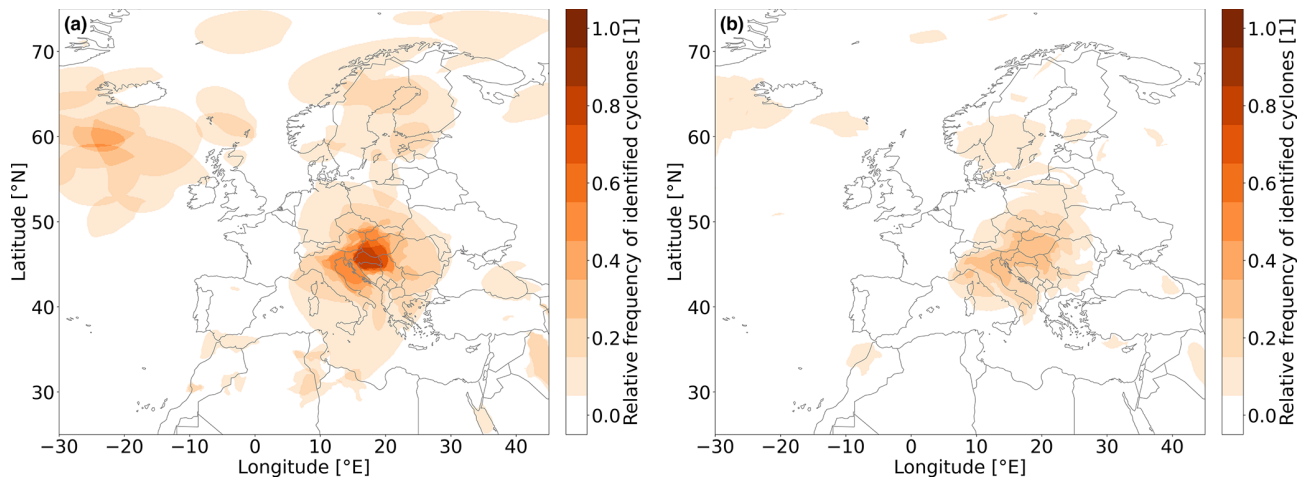 (a)
70
60
50
40
30
Latitude [°N]
−30 −20 −10 0 10 20 30 40
Longitude [°E]
1.0
0.8
0.6
0.4
0.2
0.0
Relative frequency of identified cyclones [1]
(b)
70
60
50
40
30
Latitude [°N]
−30 −20 −10 0 10 20 30 40
Longitude [°E]
1.0
0.8
0.6
0.4
0.2
0.0
Relative frequency of identified cyclones [1]